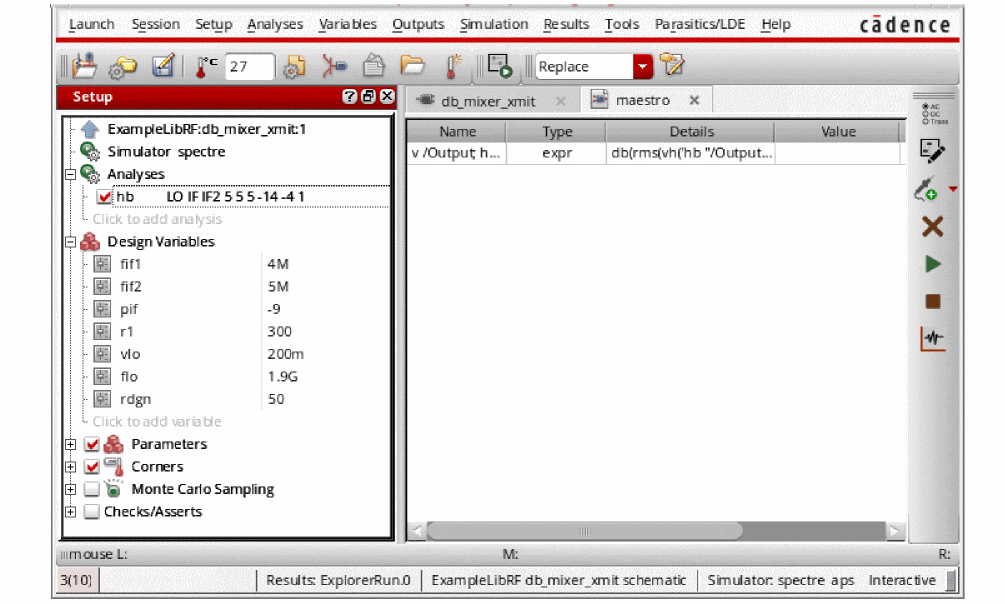 Launch Session Setup Analyses Variables Outputs Simulation Results Tools Parasitics/LDE Help cādence
°C 27 Replace
Setup
db_mixer_xmit maestro
ExampleLibRF:db_mixer_xmit:1
Simulator spectre
Analyses
hb LO IF IF2 5 5 5 -14 -4 1
Click to add analysis
Design Variables
fif1 4M
fif2 5M
pif -9
r1 300
vlo 200m
flo 1.9G
rdgn 50
Click to add variable
Parameters
Corners
Monte Carlo Sampling
Checks/Asserts
Name Type Details Value
v /Output; h... expr db(rms(vh('hb "/Output...
AC
DC
Trans
mouse L: M: R:
3(10) Results: ExplorerRun.0 ExampleLibRF db_mixer_xmit schematic Simulator: spectre aps Interactive